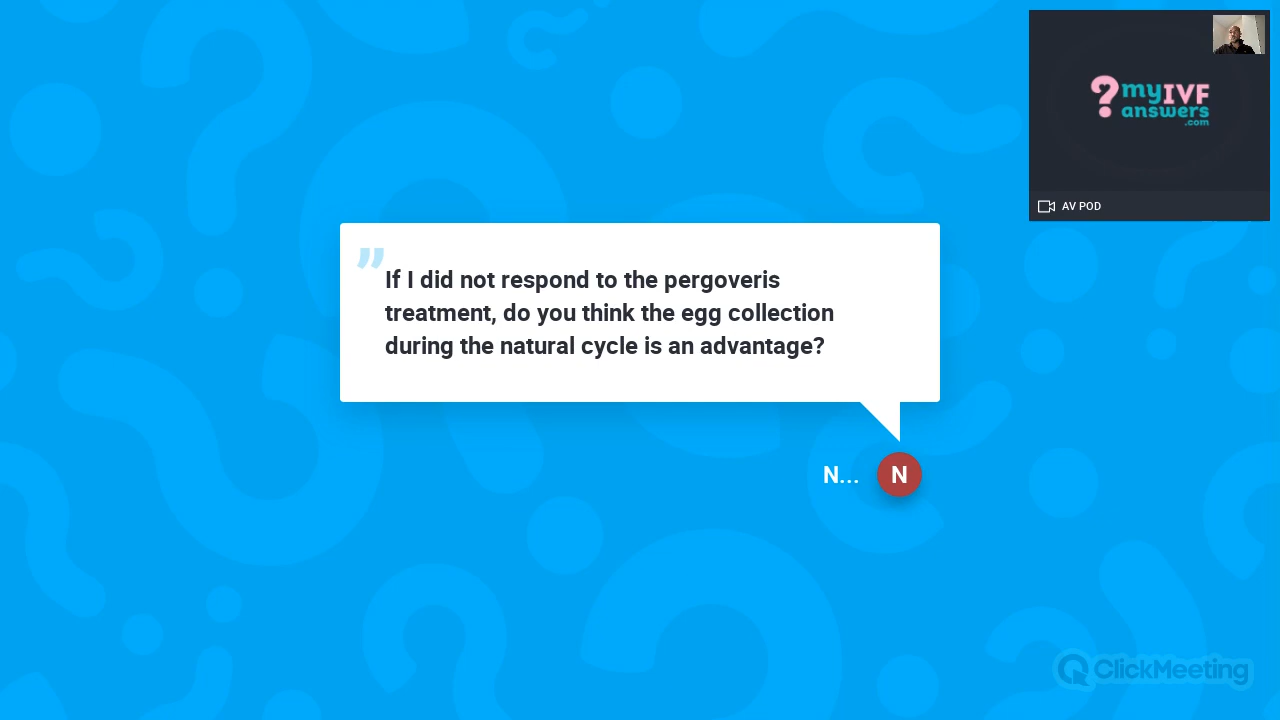 ?myIVF
answers
.com
AV POD
"
If I did not respond to the pergoveris
treatment, do you think the egg collection
during the natural cycle is an advantage?
N... N
ClickMeeting